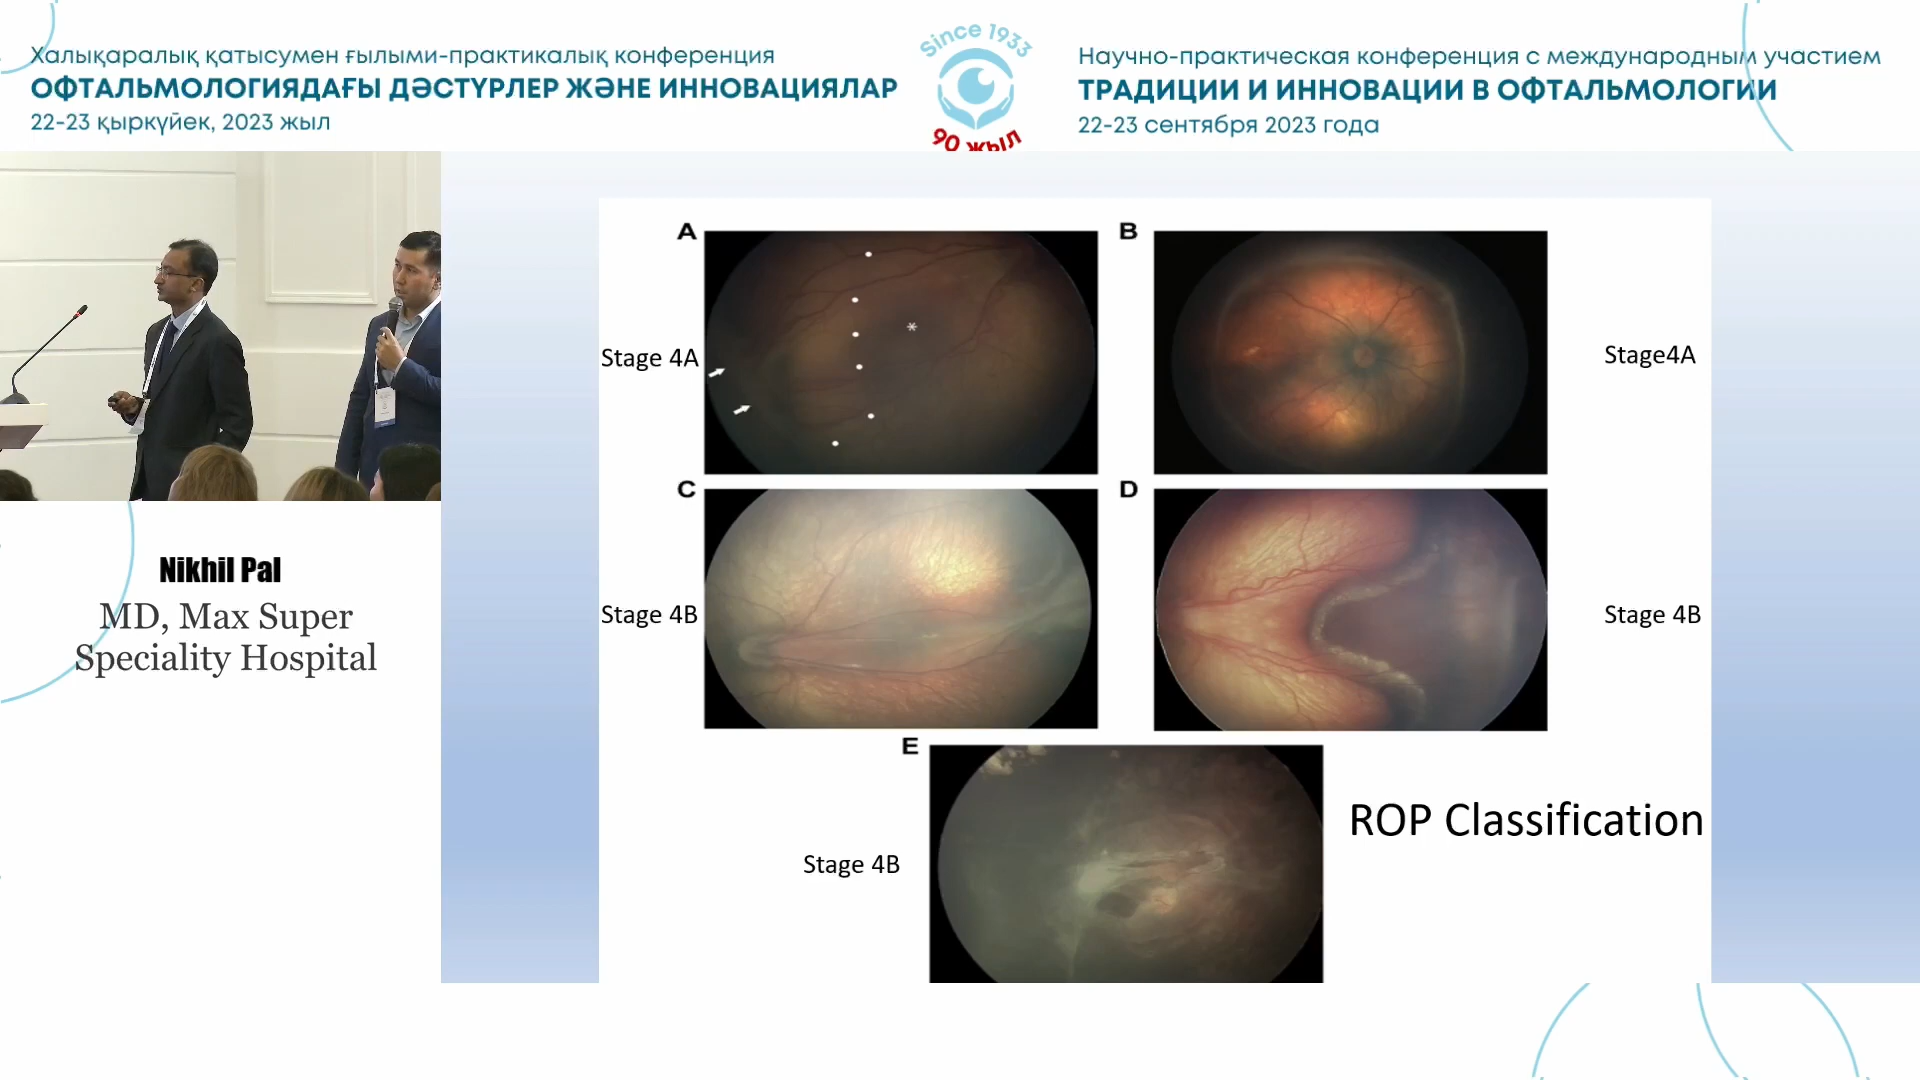 Халықаралық қатысумен ғылыми-практикалық конференция
ОФТАЛЬМОЛОГИЯДАҒЫ ДӘСТҮРЛЕР ЖӘНЕ ИННОВАЦИЯЛАР
22-23 қыркүйек, 2023 жыл
Since 1933
90 жыл
Научно-практическая конференция с международным участием
ТРАДИЦИИ И ИННОВАЦИИ В ОФТАЛЬМОЛОГИИ
22-23 сентября 2023 года
Nikhil Pal
MD, Max Super
Speciality Hospital
A
B
Stage 4A
Stage4A
C
D
Stage 4B
Stage 4B
E
Stage 4B
ROP Classification